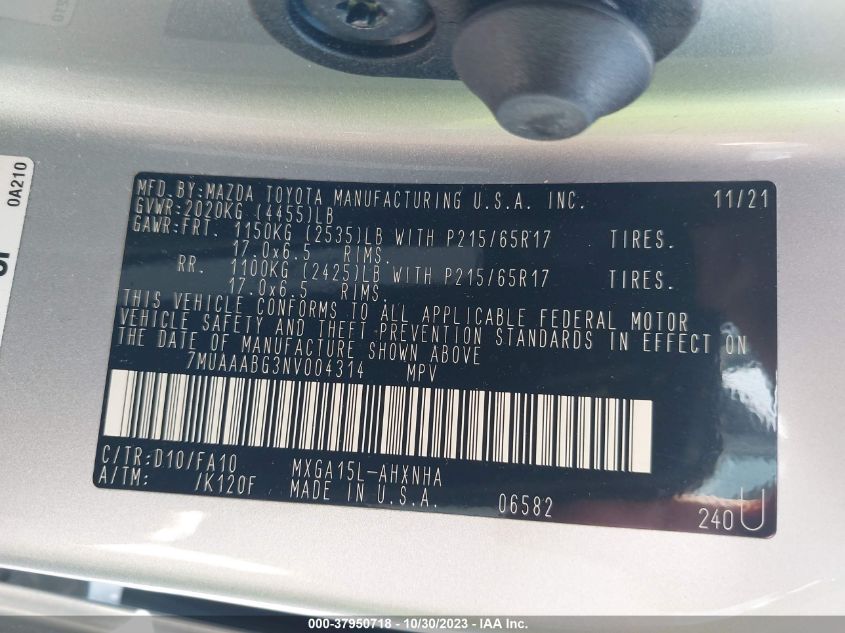 0A210
MFD.BY:MAZDA TOYOTA MANUFACTURING U.S.A. INC. 11/21
GVWR:2020KG (4455)LB
GAWR:FRT. 1150KG (2535)LB WITH P215/65R17 TIRES.
17.0x6.5 RIMS.
RR. 1100KG (2425)LB WITH P215/65R17 TIRES.
17.0x6.5 RIMS.
THIS VEHICLE CONFORMS TO ALL APPLICABLE FEDERAL MOTOR
VEHICLE SAFETY AND THEFT PREVENTION STANDARDS IN EFFECT ON
THE DATE OF MANUFACTURE SHOWN ABOVE
7MUAAABG3NV004314 MPV
C/TR:D10/FA10 MXGA15L-AHXNHA
A/TM: /K120F MADE IN U.S.A. 06582 240U
#00000 - 37950718 - 10/30/2023 - IAA Inc.